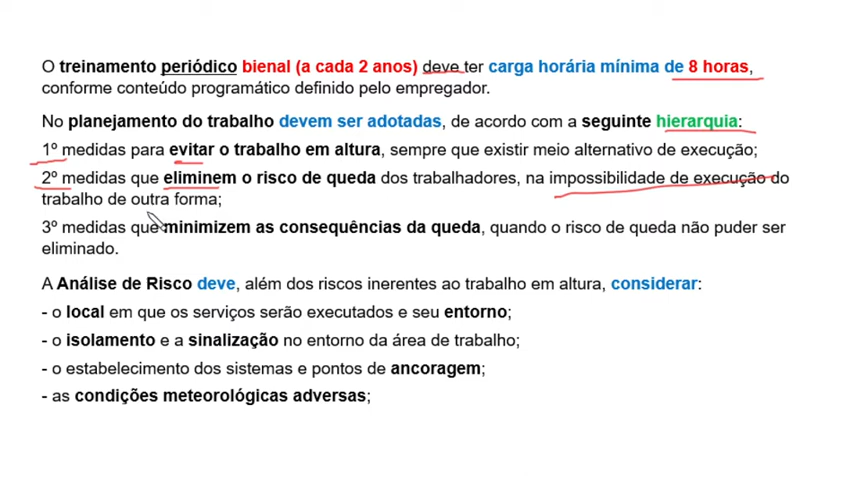 O treinamento periódico bienal (a cada 2 anos) deve ter carga horária mínima de 8 horas,
conforme conteúdo programático definido pelo empregador.
No planejamento do trabalho devem ser adotadas, de acordo com a seguinte hierarquia:
1º medidas para evitar o trabalho em altura, sempre que existir meio alternativo de execução;
2º medidas que eliminem o risco de queda dos trabalhadores, na impossibilidade de execução do
trabalho de outra forma;
3º medidas que minimizem as consequências da queda, quando o risco de queda não puder ser
eliminado.
A Análise de Risco deve, além dos riscos inerentes ao trabalho em altura, considerar:
- o local em que os serviços serão executados e seu entorno;
- o isolamento e a sinalização no entorno da área de trabalho;
- o estabelecimento dos sistemas e pontos de ancoragem;
- as condições meteorológicas adversas;